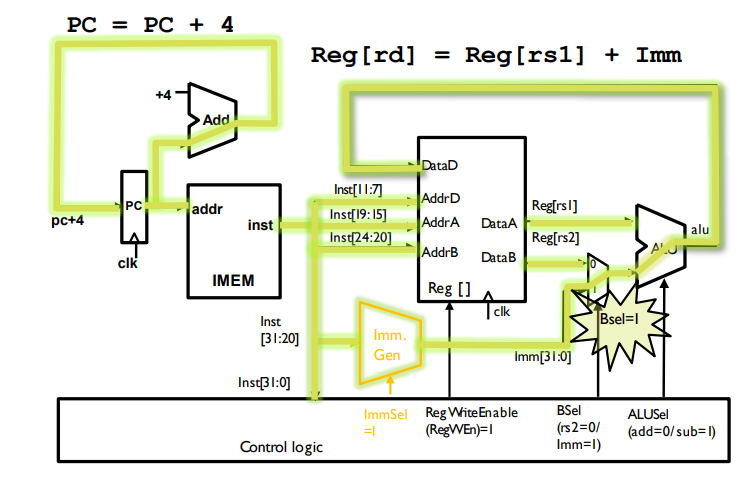 PC = PC + 4
Reg[rd] = Reg[rs1] + Imm
+4
Add
DataD
Inst[11:7]
AddrD
Inst[19:15]
AddrA
Inst[24:20]
AddrB
DataA
DataB
Reg[rs1]
Reg[rs2]
alu
ALU
PC
pc+4
clk
addr
inst
IMEM
Reg []
clk
0
1
Bsel=1
Inst
[31:20]
Imm.
Gen
Imm[31:0]
Inst[31:0]
ImmSel
=1
Reg WriteEnable
(RegWEn)=1
BSel
(rs2=0/
Imm=1)
ALUSel
(add=0/sub=1)
Control logic